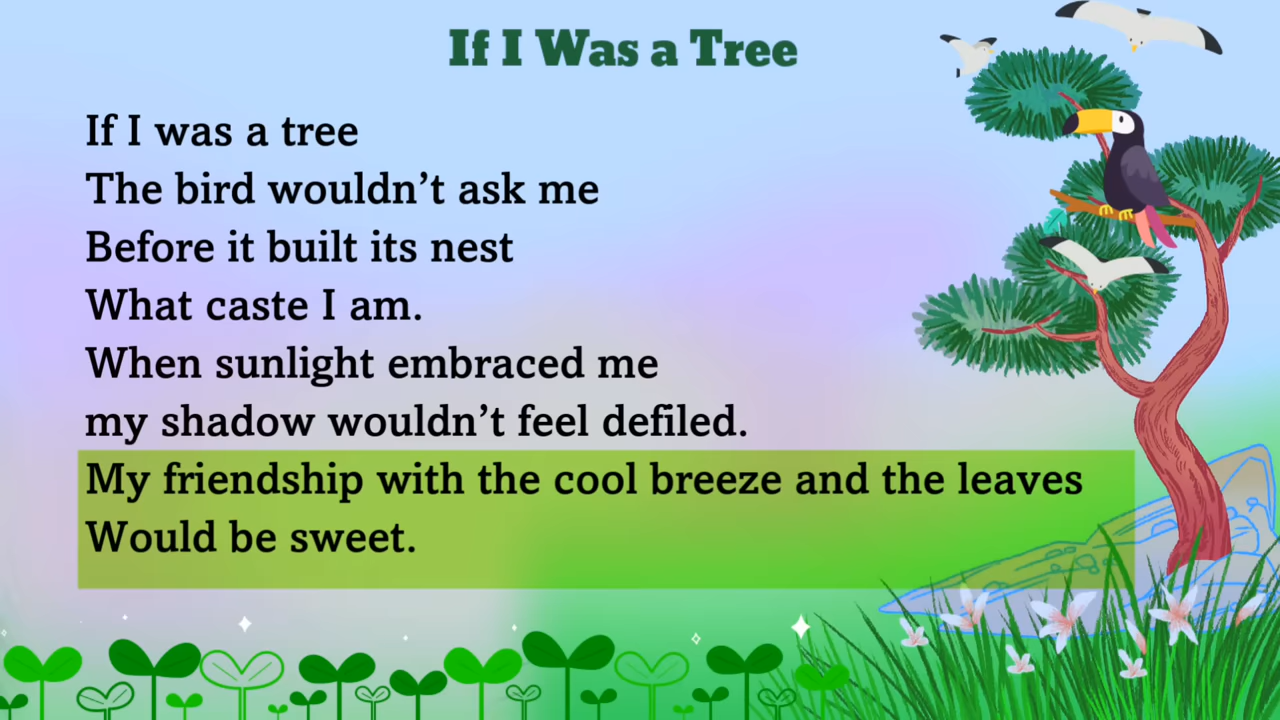 If I Was a Tree
If I was a tree
The bird wouldn’t ask me
Before it built its nest
What caste I am.
When sunlight embraced me
my shadow wouldn’t feel defiled.
My friendship with the cool breeze and the leaves
Would be sweet.